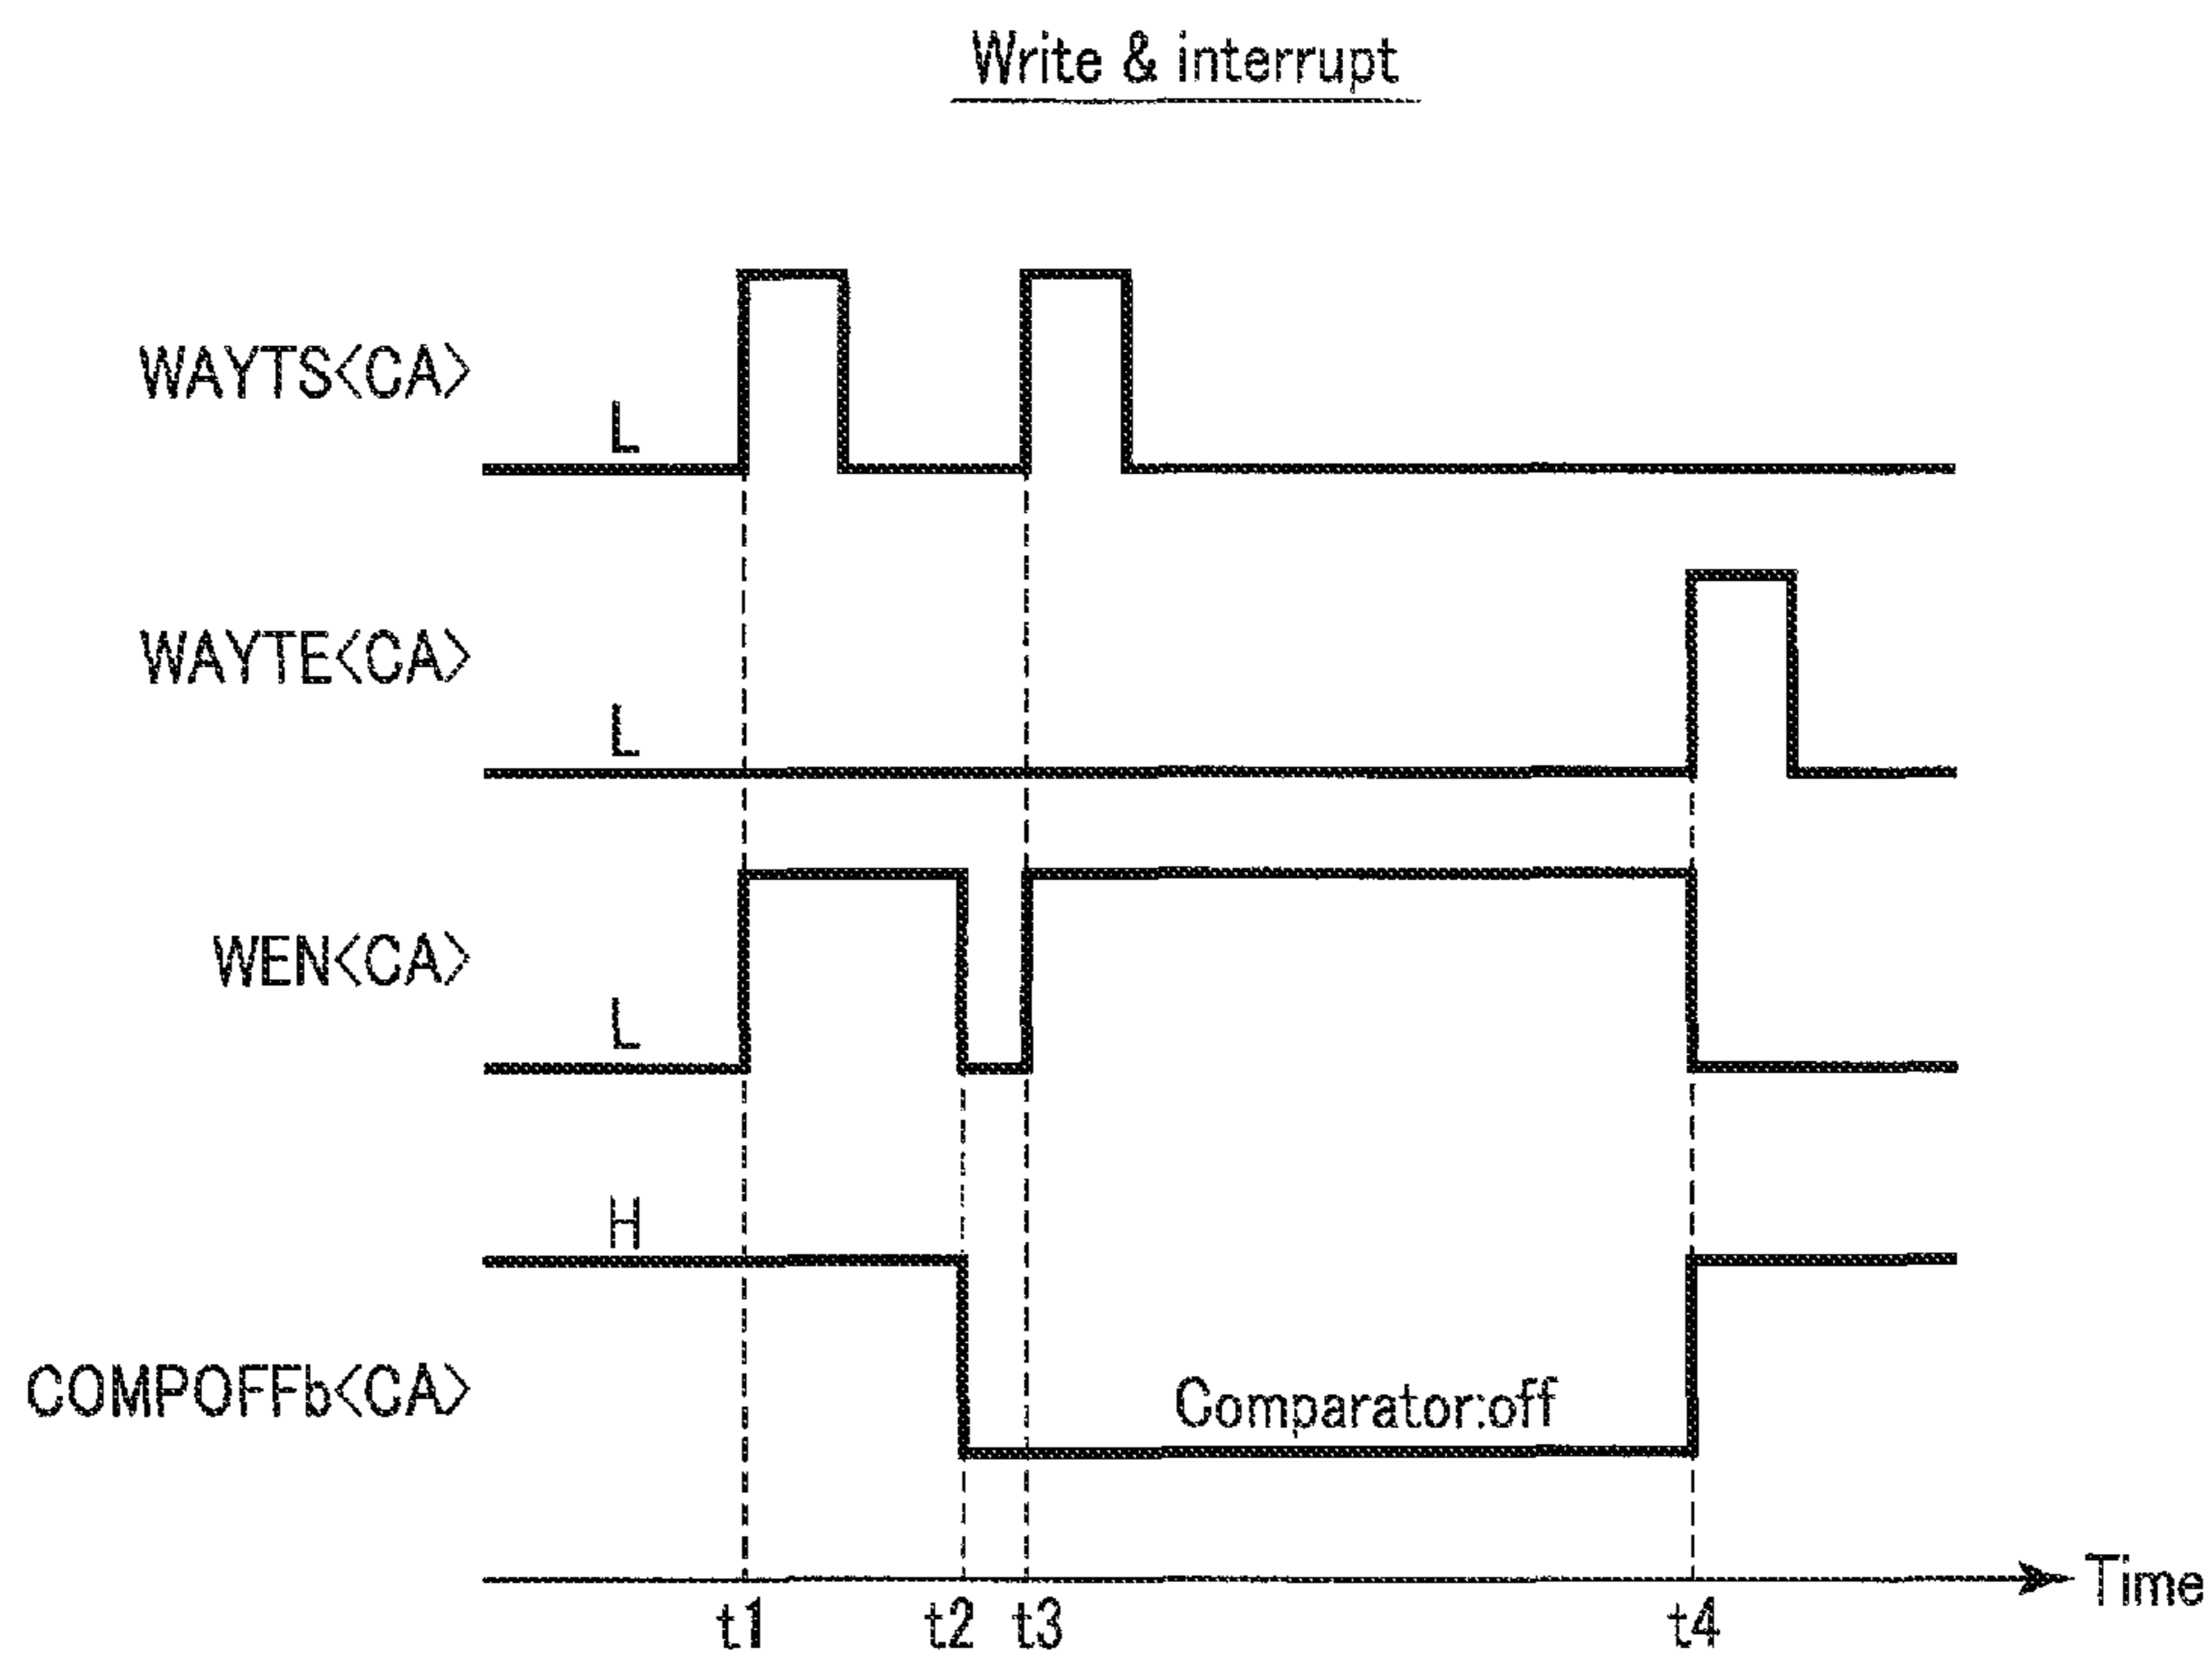 Write & interrupt
WAYTS<CA>
L
WAYTE<CA>
L
WEN<CA>
L
H
COMPOFFb<CA>
Comparator:off
Time
t1 t2 t3 t4